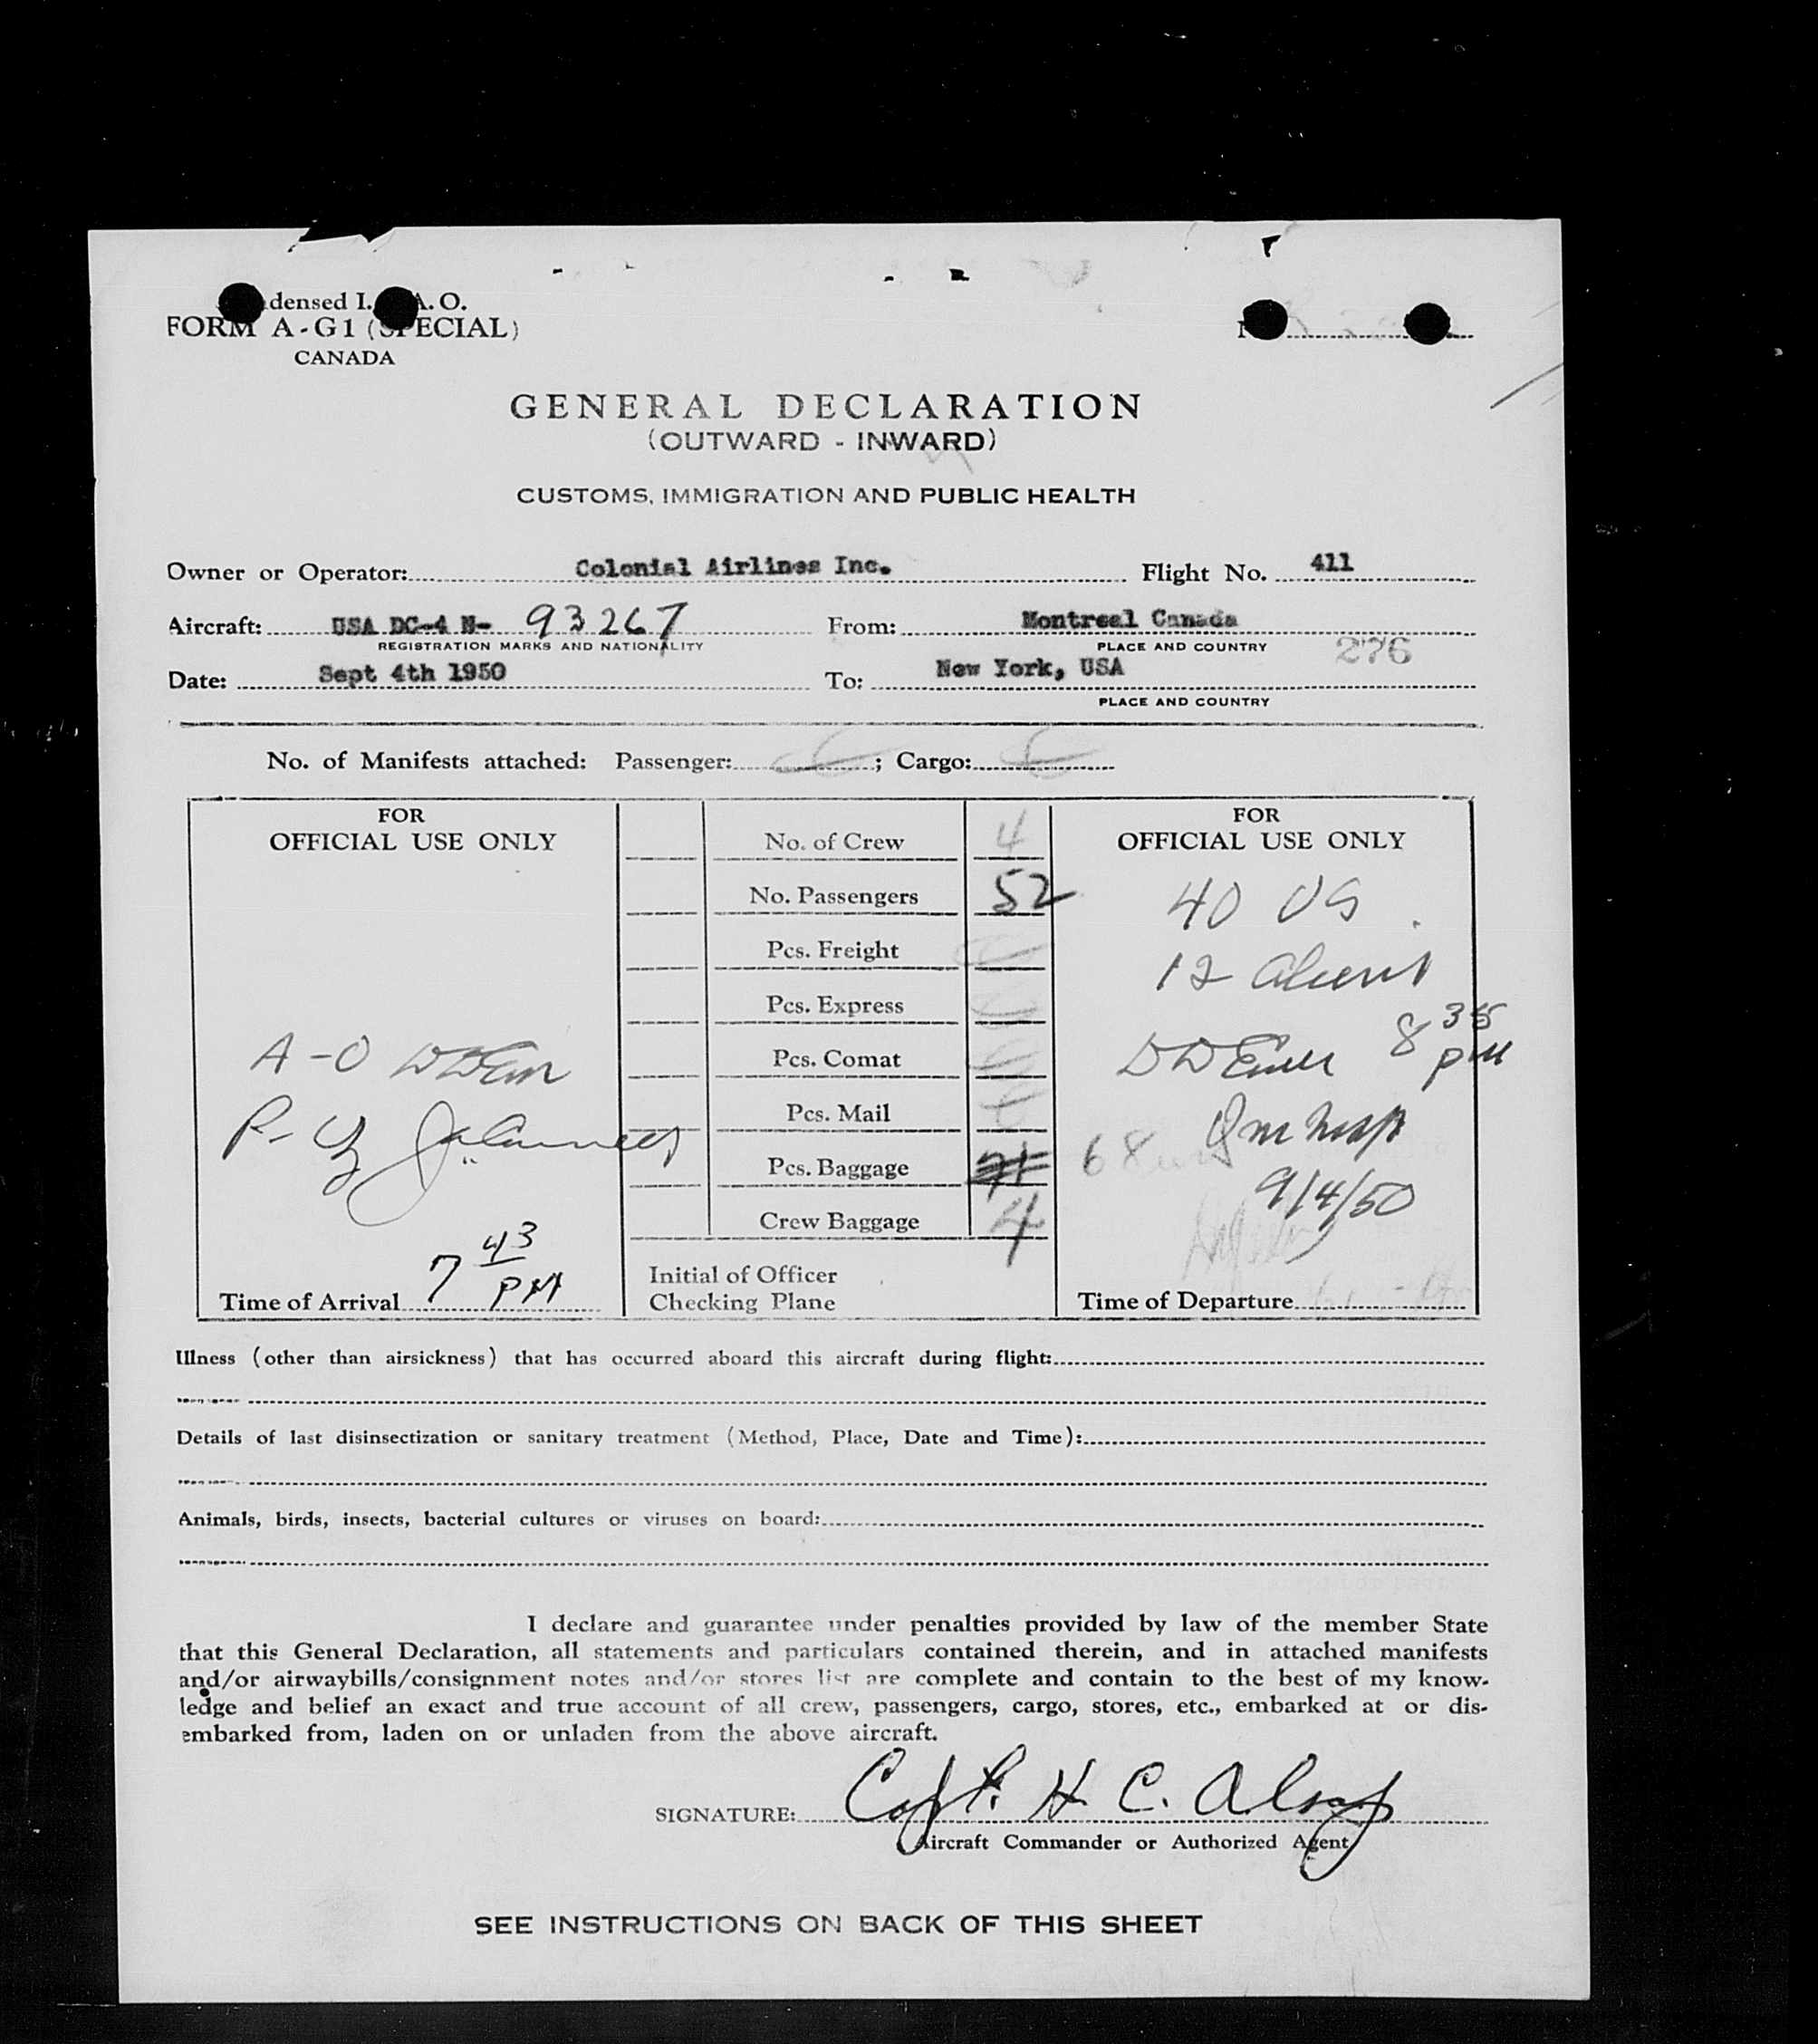 densed I. A. O.
FORM A-G1 (SPECIAL)
CANADA
GENERAL DECLARATION
(OUTWARD - INWARD)
CUSTOMS, IMMIGRATION AND PUBLIC HEALTH
Owner or Operator: Colonial Airlines Inc. Flight No. 411
Aircraft: USA DC-4 N- 93267 From: Montreal Canada
REGISTRATION MARKS AND NATIONALITY PLACE AND COUNTRY 276
Date: Sept 4th 1950 To: New York, USA
PLACE AND COUNTRY
No. of Manifests attached: Passenger: ; Cargo:
FOR
OFFICIAL USE ONLY
A-O
7 43 PM
Time of Arrival
No. of Crew 4
No. Passengers 52
Pcs. Freight
Pcs. Express
Pcs. Comat
Pcs. Mail
Pcs. Baggage 71 68
Crew Baggage 4
Initial of Officer
Checking Plane
FOR
OFFICIAL USE ONLY
40 US
12 Aliens
8 35 PM
9/4/50
Time of Departure
Illness (other than airsickness) that has occurred aboard this aircraft during flight:
Details of last disinsectization or sanitary treatment (Method, Place, Date and Time):
Animals, birds, insects, bacterial cultures or viruses on board:
I declare and guarantee under penalties provided by law of the member State
that this General Declaration, all statements and particulars contained therein, and in attached manifests
and/or airwaybills/consignment notes and/or stores list are complete and contain to the best of my know-
ledge and belief an exact and true account of all crew, passengers, cargo, stores, etc., embarked at or dis-
embarked from, laden on or unladen from the above aircraft.
SIGNATURE: Capt. H. C. Alsop
Aircraft Commander or Authorized Agent
SEE INSTRUCTIONS ON BACK OF THIS SHEET